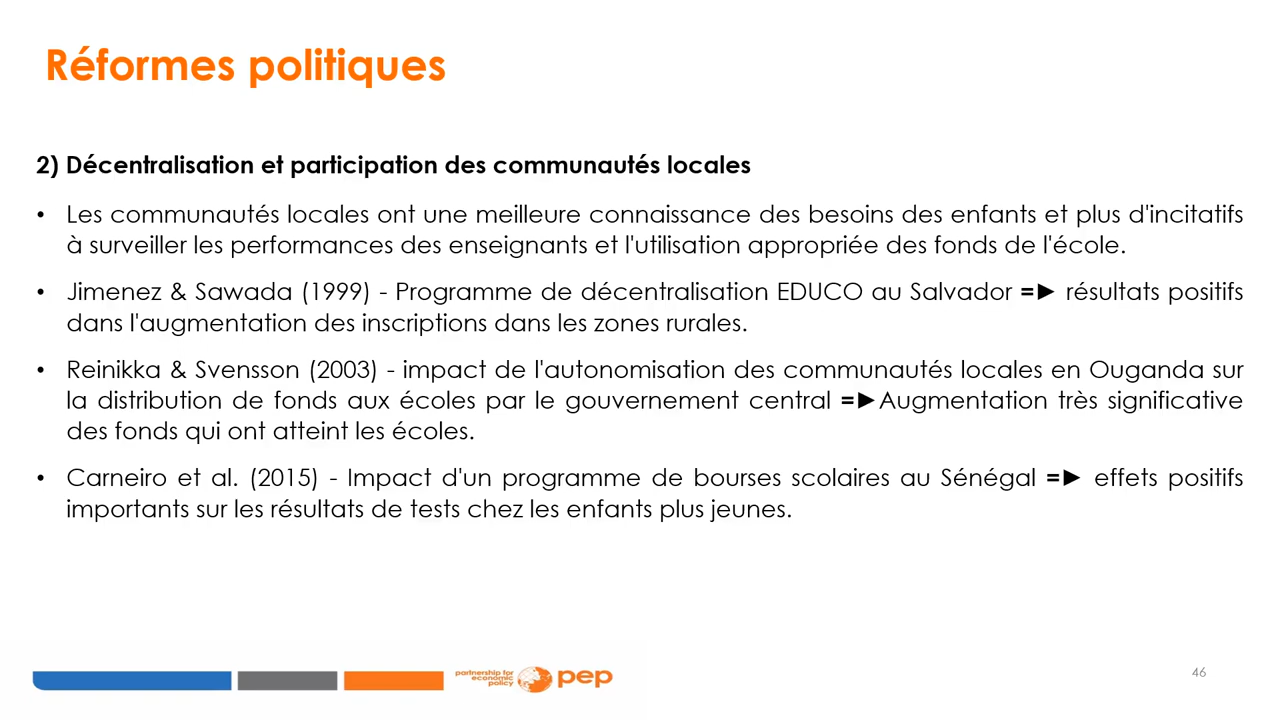 Réformes politiques
2) Décentralisation et participation des communautés locales
• Les communautés locales ont une meilleure connaissance des besoins des enfants et plus d'incitatifs
à surveiller les performances des enseignants et l'utilisation appropriée des fonds de l'école.
• Jimenez & Sawada (1999) - Programme de décentralisation EDUCO au Salvador =► résultats positifs
dans l'augmentation des inscriptions dans les zones rurales.
• Reinikka & Svensson (2003) - impact de l'autonomisation des communautés locales en Ouganda sur
la distribution de fonds aux écoles par le gouvernement central =►Augmentation très significative
des fonds qui ont atteint les écoles.
• Carneiro et al. (2015) - Impact d'un programme de bourses scolaires au Sénégal =► effets positifs
importants sur les résultats de tests chez les enfants plus jeunes.
partnership for
economic
policy
pep
46